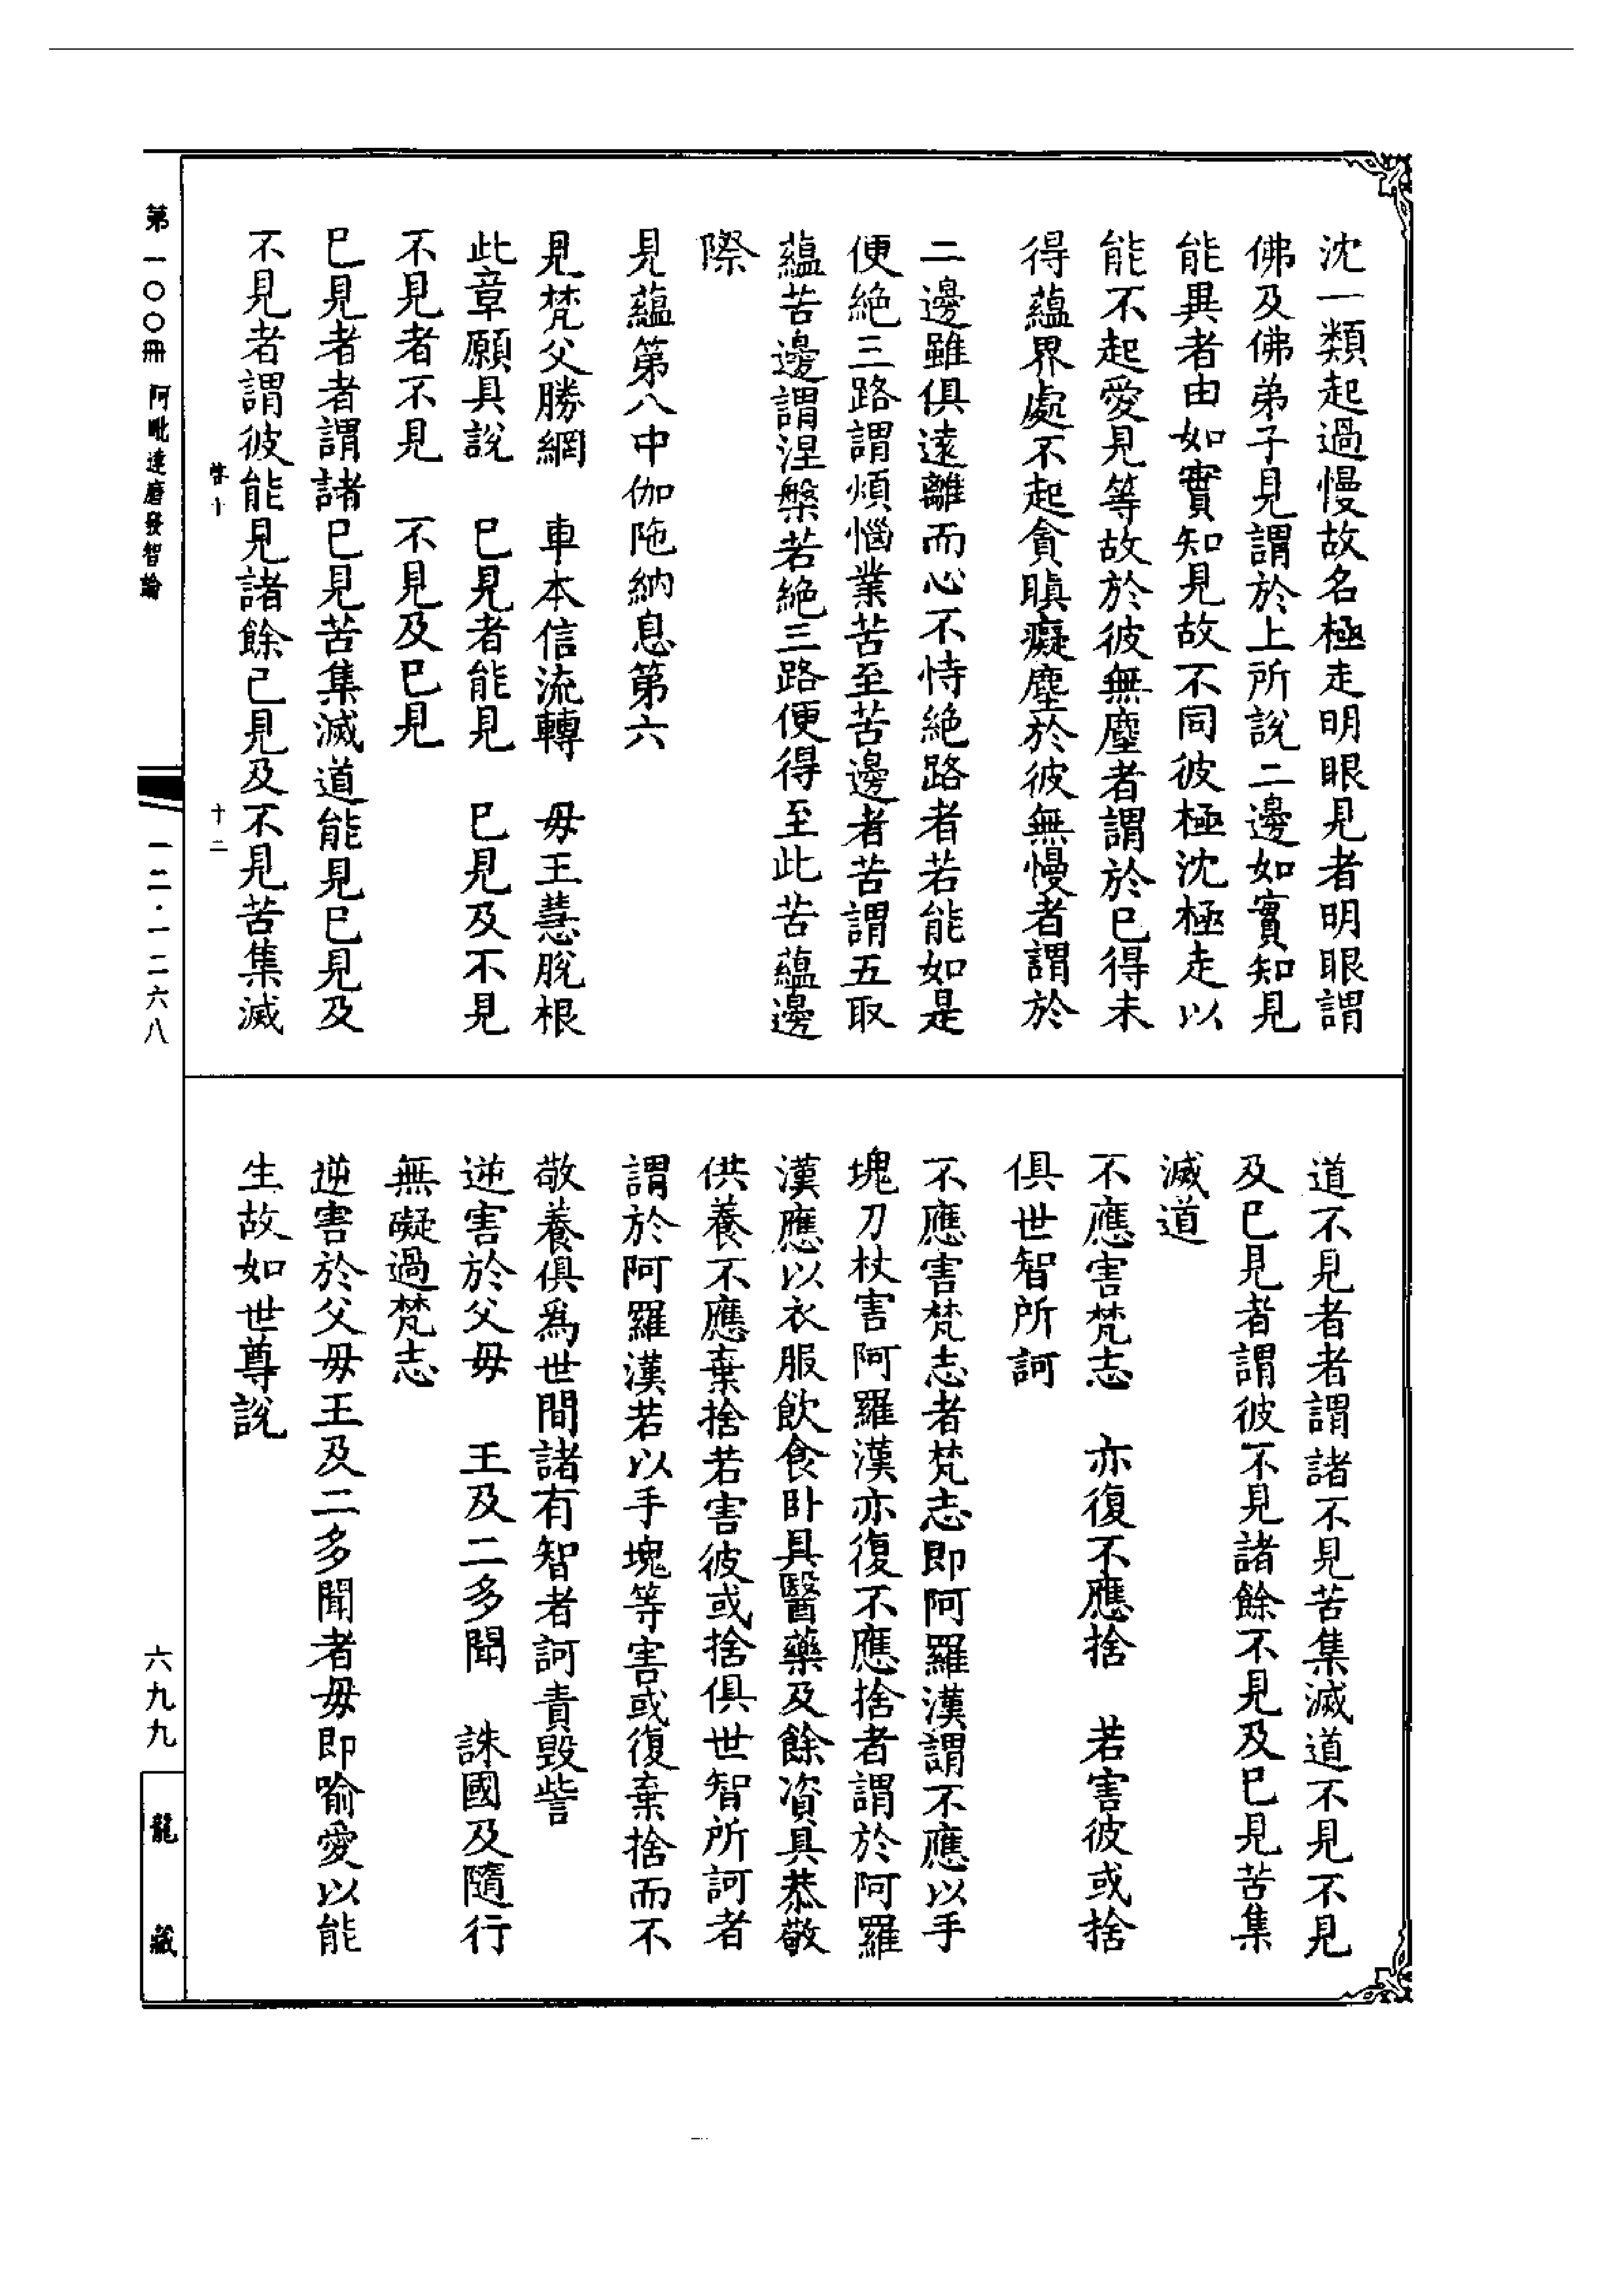 沈一類起過慢故名極走明眼見者明眼謂
佛及佛弟子見謂於上所說二邊如實知見
能異者由如實知見故不同彼極沈極走以
能不起愛見等故於彼無塵者謂於巳得未
得蘊界處不起貪瞋癡塵於彼無慢者謂於
二邊雖俱遠離而心不恃絶路者若能如是
便絶三路謂煩惱業苦至苦邊者苦謂五取
蘊苦邊謂涅槃若絶三路便得至此苦蘊邊
際
見蘊第八中伽陁納息第六
見梵父勝網　車本信流轉　毋王慧脫根
此章願具說　巳見者能見　巳見及不見
不見者不見　不見及巳見
巳見者者謂諸巳見苦集滅道能見巳見及
不見者謂彼能見諸餘巳見及不見苦集滅
道不見者者謂諸不見苦集滅道不見不見
及巳見者謂彼不見諸餘不見及巳見苦集
滅道
不應害梵志　亦復不應捨　若害彼或捨
俱世智所訶
不應害梵志者梵志即阿羅漢謂不應以手
塊刀杖害阿羅漢亦復不應捨者謂於阿羅
漢應以衣服飲食卧具醫藥及餘資具恭敬
供養不應棄捨若害彼或捨俱世智所訶者
謂於阿羅漢若以手塊等害或復棄捨而不
敬養俱爲世間諸有智者訶責毀訾
逆害於父毋　王及二多聞　誅國及隨行
無礙過梵志
逆害於父毋王及二多聞者毋即喻愛以能
生故如世尊說
第一〇〇冊　阿毗達磨發智論
十二
一二·一二六八
六九九
龍藏